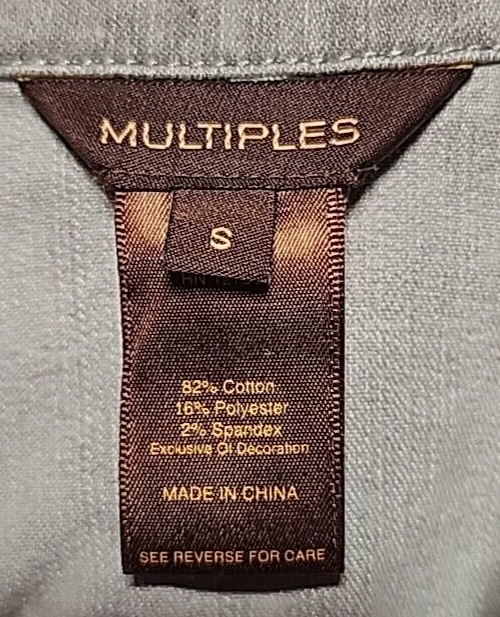 MULTIPLES
S
82% Cotton
16% Polyester
2% Spandex
Exclusive Of Decoration
MADE IN CHINA
SEE REVERSE FOR CARE